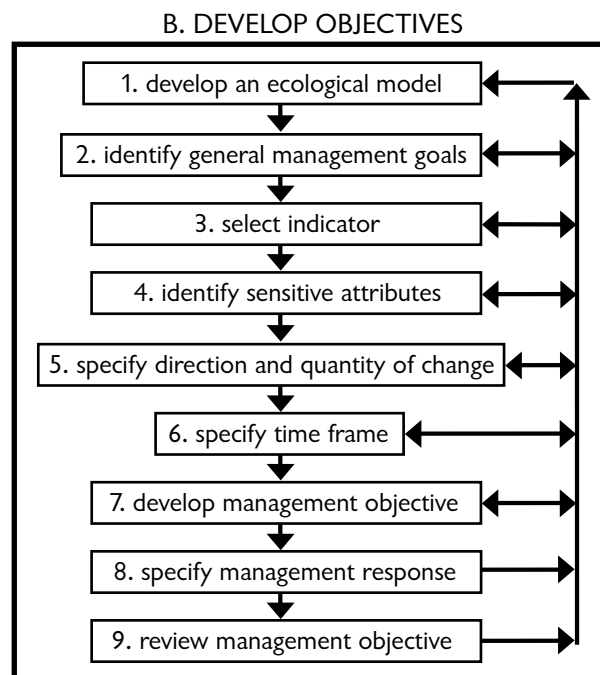 B. DEVELOP OBJECTIVES
1. develop an ecological model
2. identify general management goals
3. select indicator
4. identify sensitive attributes
5. specify direction and quantity of change
6. specify time frame
7. develop management objective
8. specify management response
9. review management objective